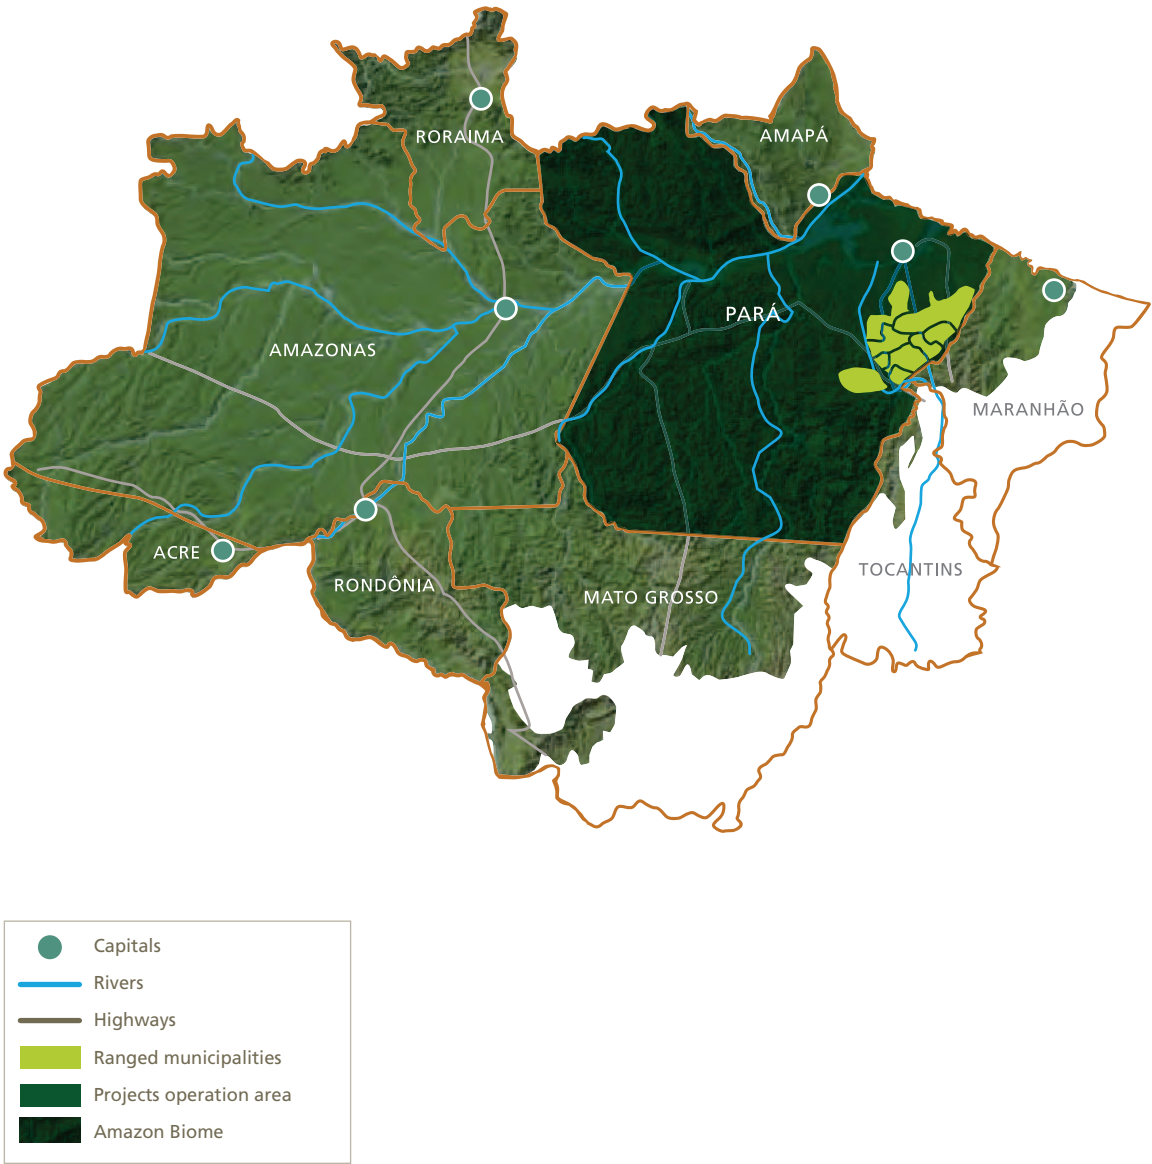 RORAIMA
AMAPÁ
PARÁ
AMAZONAS
MARANHÃO
ACRE
RONDÔNIA
MATO GROSSO
TOCANTINS
Capitals
Rivers
Highways
Ranged municipalities
Projects operation area
Amazon Biome